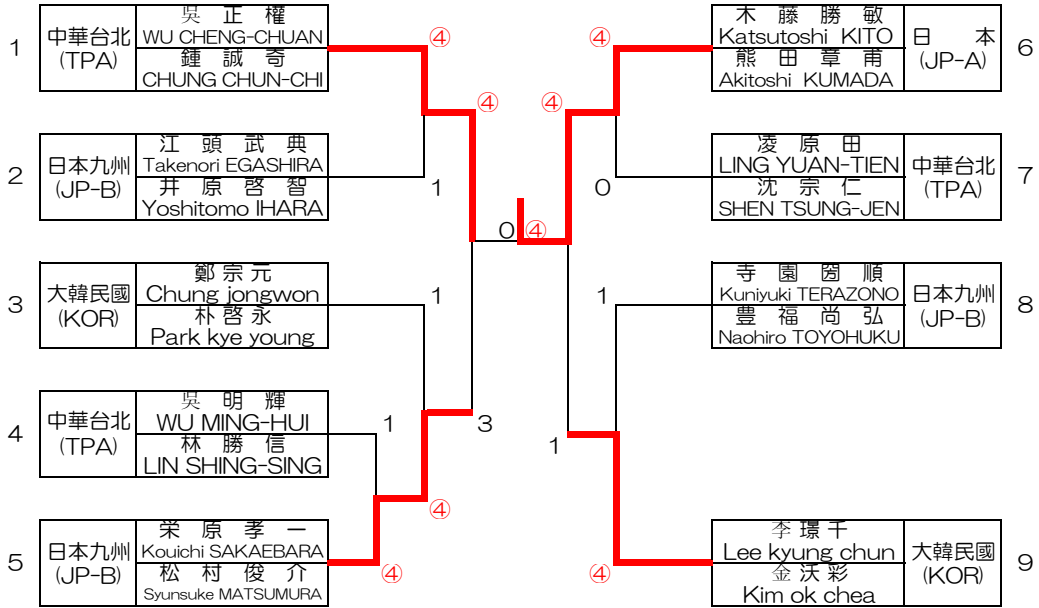 1
中華台北
(TPA)
吳正權
WU CHENG-CHUAN
鍾誠奇
CHUNG CHUN-CHI
2
日本九州
(JP-B)
江頭武典
Takenori EGASHIRA
井原啓智
Yoshitomo IHARA
3
大韓民國
(KOR)
鄭宗元
Chung jongwon
朴啓永
Park kye young
4
中華台北
(TPA)
吳明輝
WU MING-HUI
林勝信
LIN SHING-SING
5
日本九州
(JP-B)
栄原孝一
Kouichi SAKAEBARA
松村俊介
Syunsuke MATSUMURA
④
④
1
1
1
3
④
④
0
④
④
④
0
1
1
④
木藤勝敏
Katsutoshi KITO
熊田章甫
Akitoshi KUMADA
日本
(JP-A)
6
凌原田
LING YUAN-TIEN
沈宗仁
SHEN TSUNG-JEN
中華台北
(TPA)
7
寺園圀順
Kuniyuki TERAZONO
豊福尚弘
Naohiro TOYOHUKU
日本九州
(JP-B)
8
李璟千
Lee kyung chun
金沃彩
Kim ok chea
大韓民國
(KOR)
9